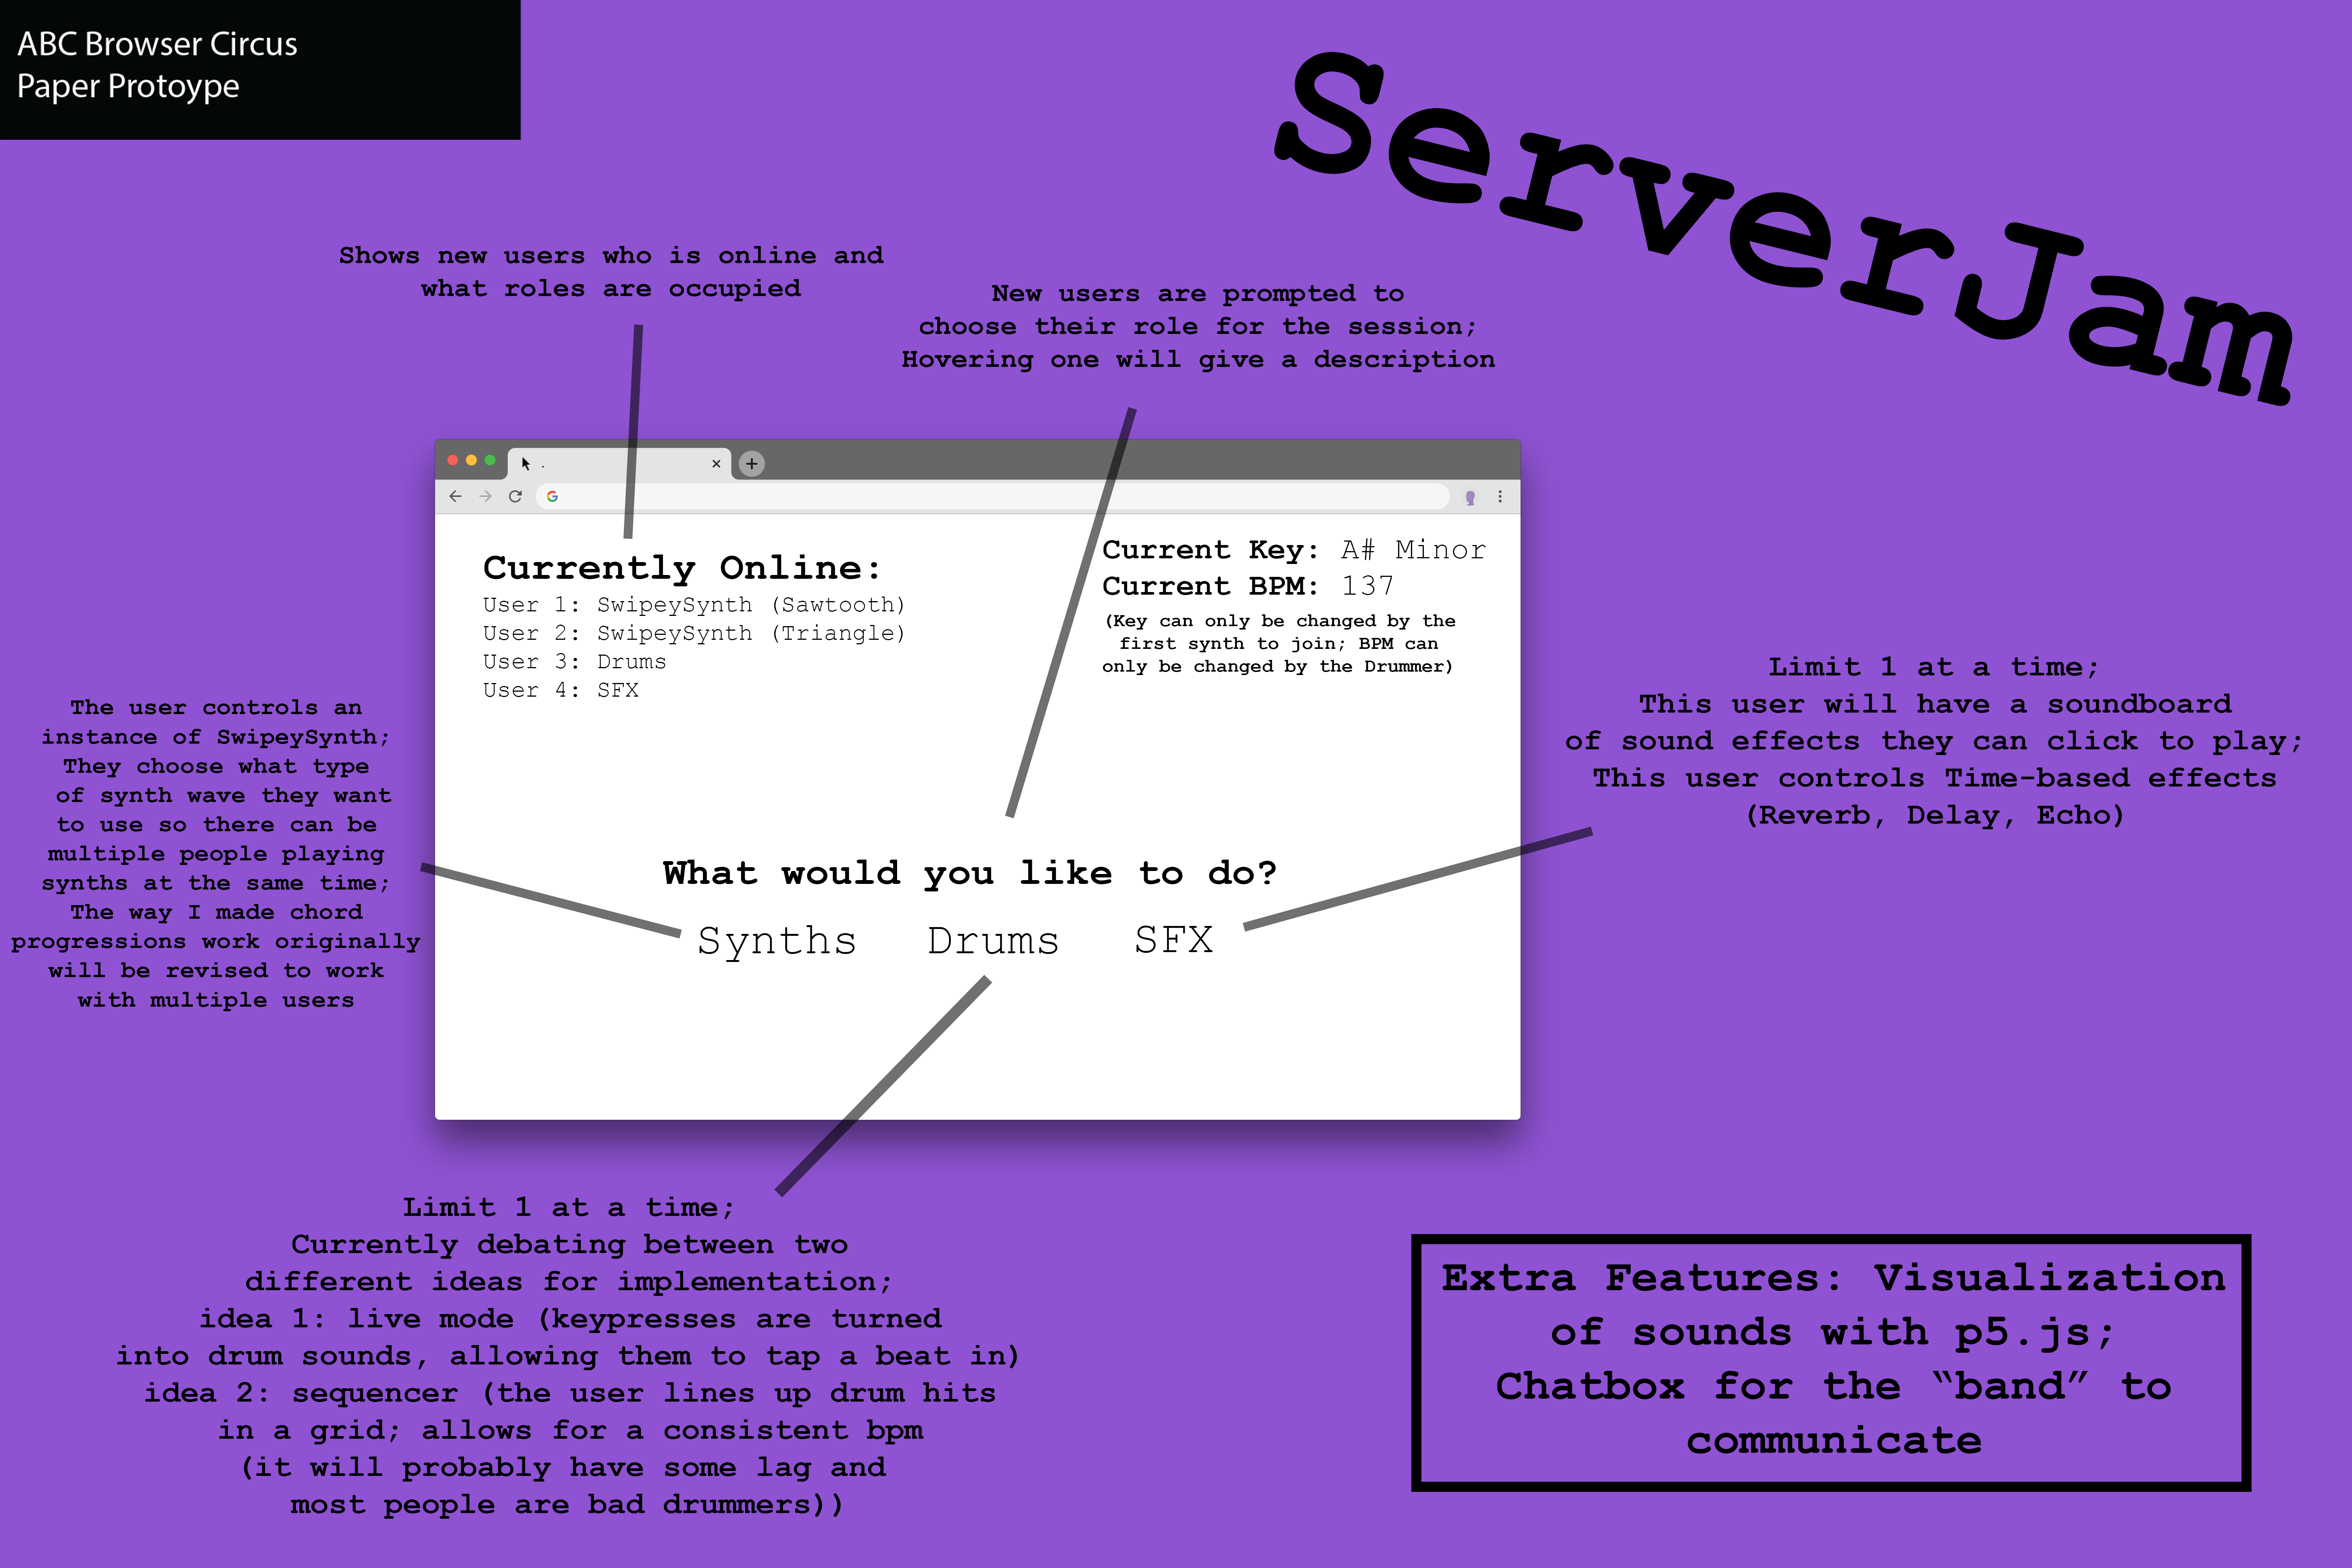 ABC Browser Circus
Paper Protoype
ServerJam
Shows new users who is online and
what roles are occupied
New users are prompted to
choose their role for the session;
Hovering one will give a description
Currently Online:
User 1: SwipeySynth (Sawtooth)
User 2: SwipeySynth (Triangle)
User 3: Drums
User 4: SFX
Current Key: A# Minor
Current BPM: 137
(Key can only be changed by the
first synth to join; BPM can
only be changed by the Drummer)
The user controls an
instance of SwipeySynth;
They choose what type
of synth wave they want
to use so there can be
multiple people playing
synths at the same time;
The way I made chord
progressions work originally
will be revised to work
with multiple users
Limit 1 at a time;
This user will have a soundboard
of sound effects they can click to play;
This user controls Time-based effects
(Reverb, Delay, Echo)
What would you like to do?
Synths Drums SFX
Limit 1 at a time;
Currently debating between two
different ideas for implementation;
idea 1: live mode (keypresses are turned
into drum sounds, allowing them to tap a beat in)
idea 2: sequencer (the user lines up drum hits
in a grid; allows for a consistent bpm
(it will probably have some lag and
most people are bad drummers))
Extra Features: Visualization
of sounds with p5.js;
Chatbox for the “band” to
communicate